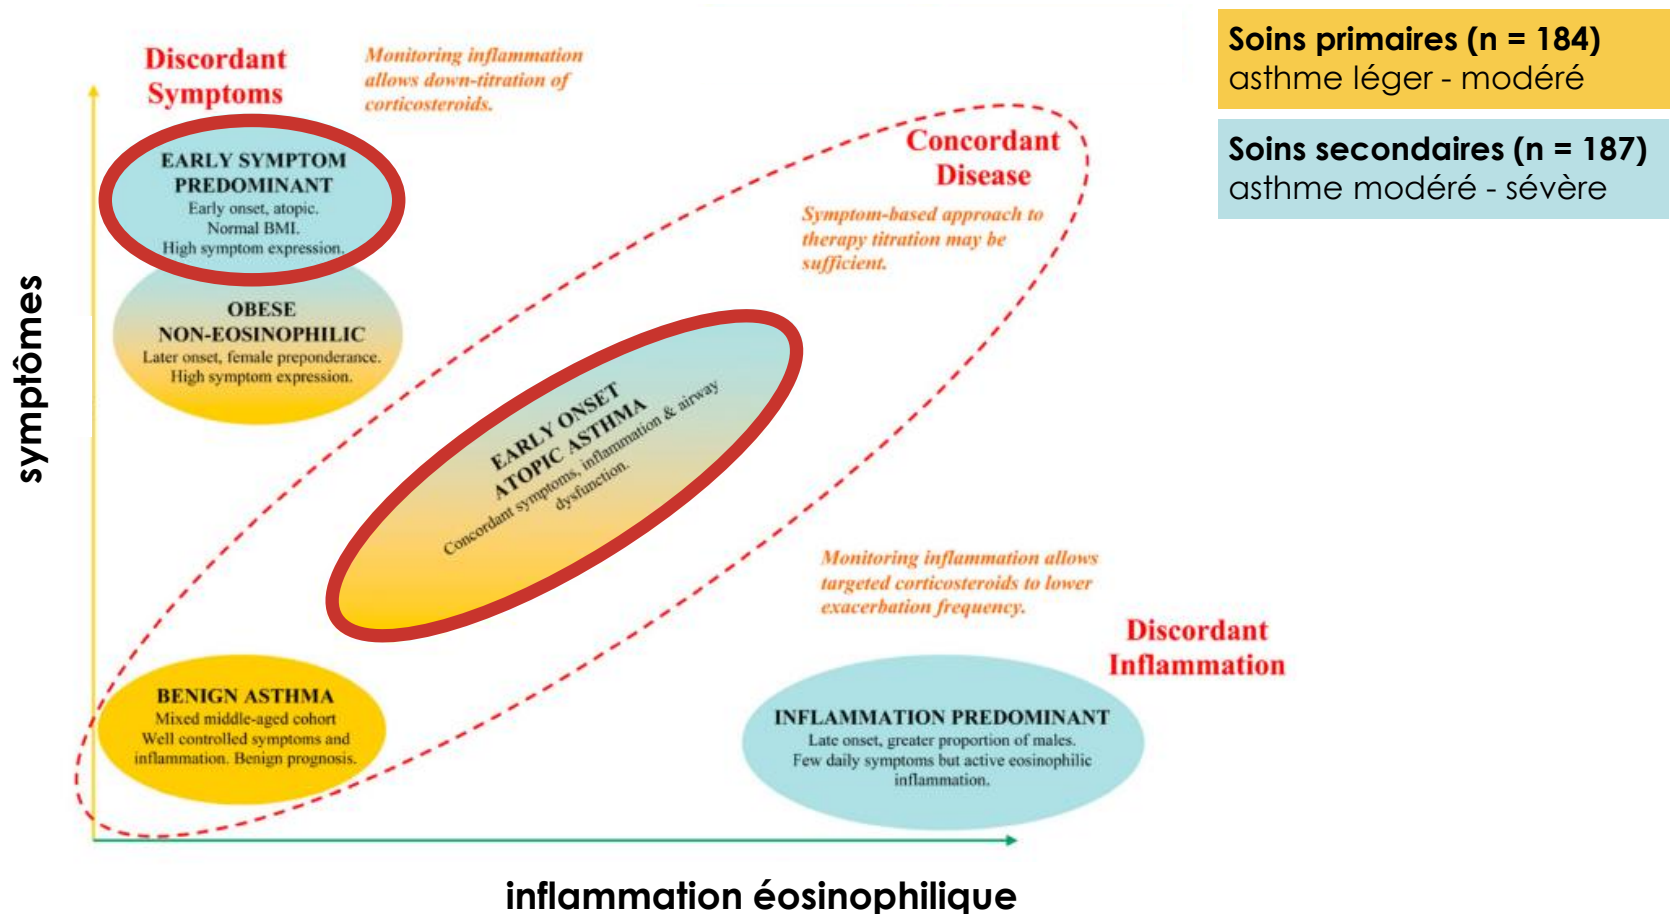 Soins primaires (n = 184)
asthme léger - modéré
Soins secondaires (n = 187)
asthme modéré - sévère
Discordant
Symptoms
Monitoring inflammation
allows down-titration of
corticosteroids.
EARLY SYMPTOM
PREDOMINANT
Early onset, atopic.
Normal BMI.
High symptom expression.
OBESE
NON-EOSINOPHILIC
Later onset, female preponderance.
High symptom expression.
Concordant
Disease
Symptom-based approach to
therapy titration may be
sufficient.
EARLY ONSET
ATOPIC ASTHMA
Concordant symptoms, inflammation & airway
dysfunction.
Monitoring inflammation allows
targeted corticosteroids to lower
exacerbation frequency.
Discordant
Inflammation
BENIGN ASTHMA
Mixed middle-aged cohort
Well controlled symptoms and
inflammation. Benign prognosis.
INFLAMMATION PREDOMINANT
Late onset, greater proportion of males.
Few daily symptoms but active eosinophilic
inflammation.
symptômes
inflammation éosinophilique